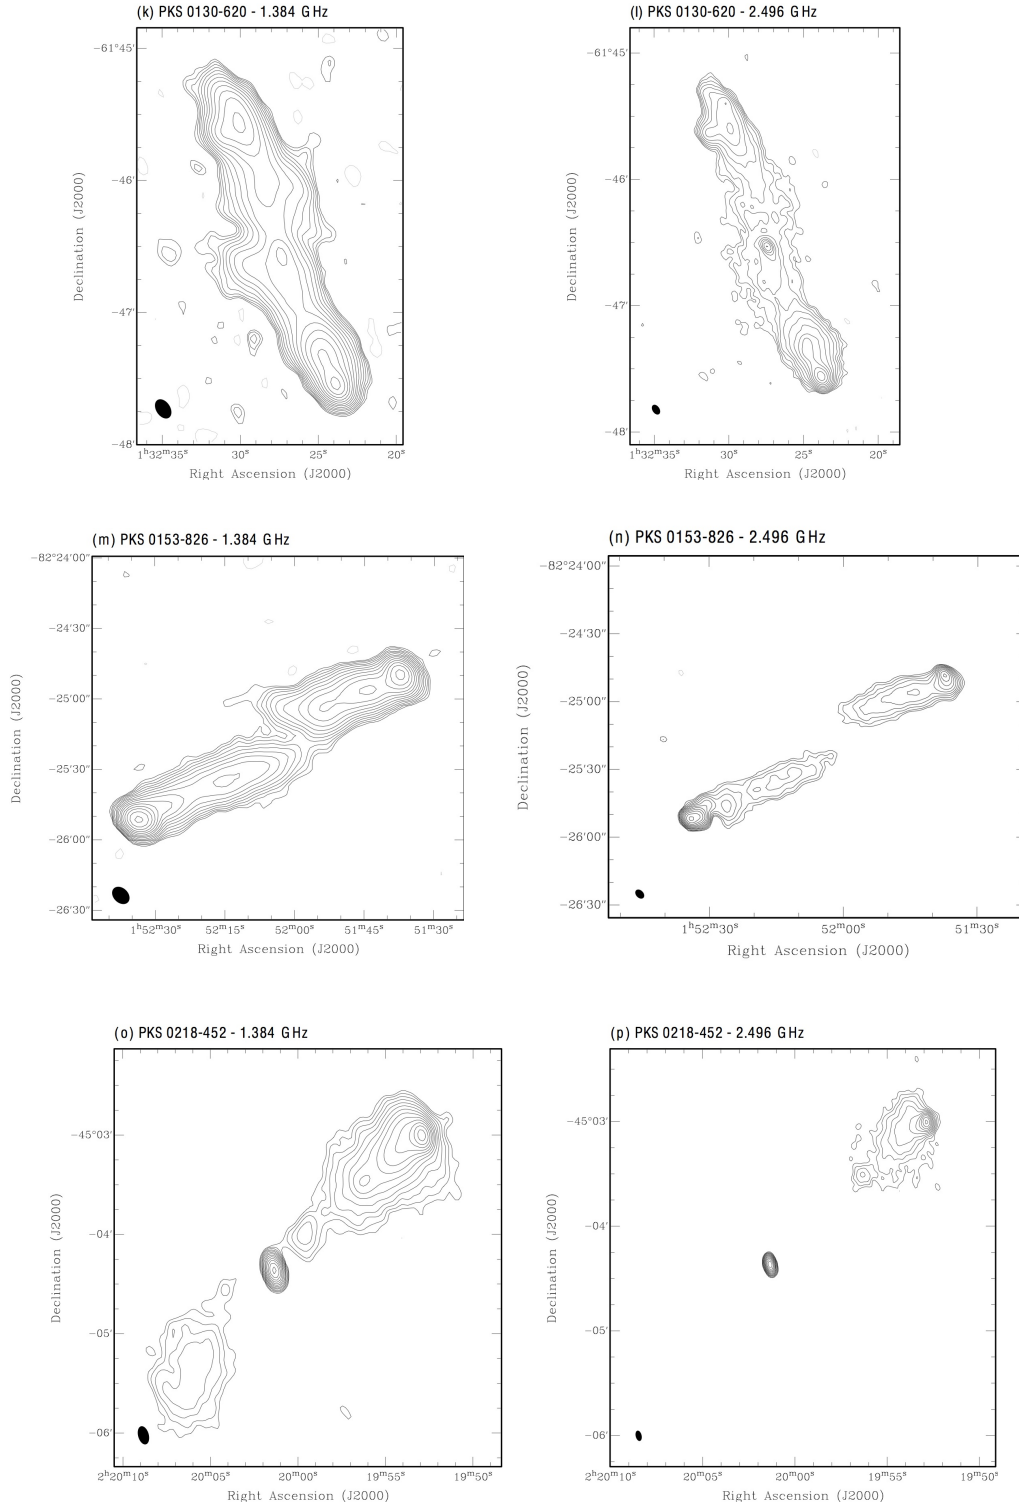 (k) PKS 0130-620 - 1.384 GHz
−61°45′
−46′
−47′
−48′
Declination (J2000)
1ʰ32ᵐ35ˢ 30ˢ 25ˢ 20ˢ
Right Ascension (J2000)
(l) PKS 0130-620 - 2.496 GHz
−61°45′
−46′
−47′
−48′
Declination (J2000)
1ʰ32ᵐ35ˢ 30ˢ 25ˢ 20ˢ
Right Ascension (J2000)
(m) PKS 0153-826 - 1.384 GHz
−82°24′00″
−24′30″
−25′00″
−25′30″
−26′00″
−26′30″
Declination (J2000)
1ʰ52ᵐ30ˢ 52ᵐ15ˢ 52ᵐ00ˢ 51ᵐ45ˢ 51ᵐ30ˢ
Right Ascension (J2000)
(n) PKS 0153-826 - 2.496 GHz
−82°24′00″
−24′30″
−25′00″
−25′30″
−26′00″
−26′30″
Declination (J2000)
1ʰ52ᵐ30ˢ 52ᵐ00ˢ 51ᵐ30ˢ
Right Ascension (J2000)
(o) PKS 0218-452 - 1.384 GHz
−45°03′
−04′
−05′
−06′
Declination (J2000)
2ʰ20ᵐ10ˢ 20ᵐ05ˢ 20ᵐ00ˢ 19ᵐ55ˢ 19ᵐ50ˢ
Right Ascension (J2000)
(p) PKS 0218-452 - 2.496 GHz
−45°03′
−04′
−05′
−06′
Declination (J2000)
2ʰ20ᵐ10ˢ 20ᵐ05ˢ 20ᵐ00ˢ 19ᵐ55ˢ 19ᵐ50ˢ
Right Ascension (J2000)